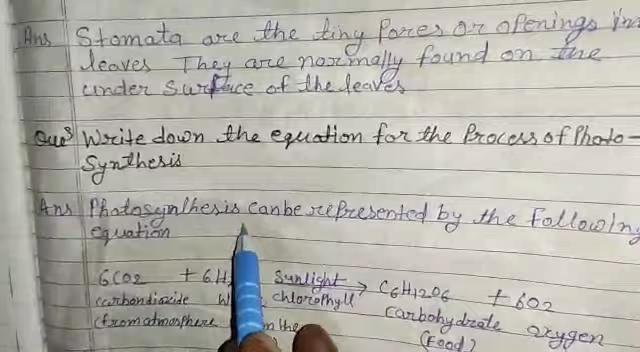 Ans Stomata are the tiny Pores or openings in
leaves They are normally found on the
under surface of the leaves
Que3 Write down the equation for the Process of Photo-
Synthesis
Ans Photosynthesis can be represented by the following
equation
6CO2 + 6H Sunlight → C6H12O6 + 6O2
carbondioxide W chlorophyll carbohydrate oxygen
(from atmosphere the (Food)